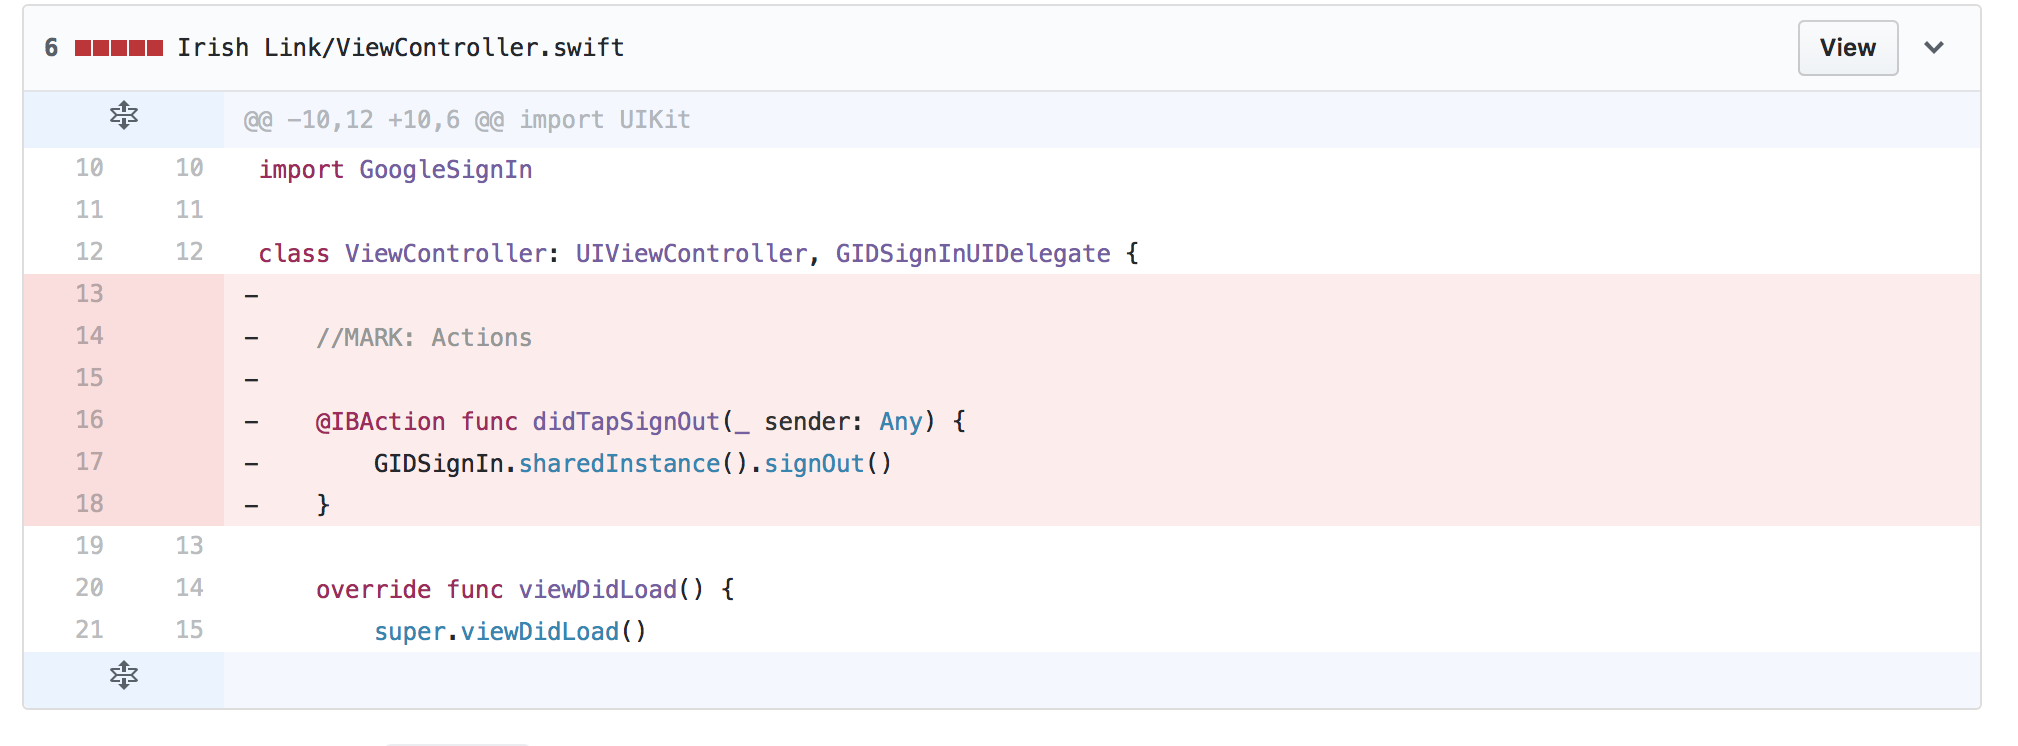 6 Irish Link/ViewController.swift View
@@ -10,12 +10,6 @@ import UIKit
10 10 import GoogleSignIn
11 11
12 12 class ViewController: UIViewController, GIDSignInUIDelegate {
13 -
14 - //MARK: Actions
15 -
16 - @IBAction func didTapSignOut(_ sender: Any) {
17 - GIDSignIn.sharedInstance().signOut()
18 - }
19 13
20 14 override func viewDidLoad() {
21 15 super.viewDidLoad()